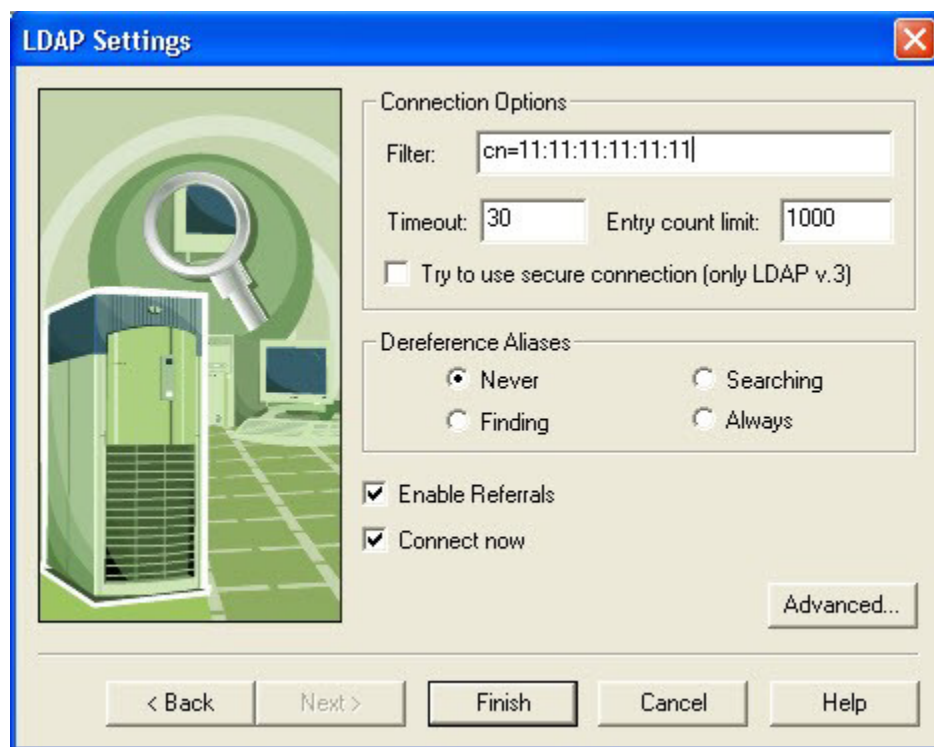 LDAP Settings
Connection Options
Filter: cn=11:11:11:11:11:11
Timeout: 30 Entry count limit: 1000
Try to use secure connection (only LDAP v.3)
Dereference Aliases
Never Searching
Finding Always
Enable Referrals
Connect now
Advanced...
< Back Next > Finish Cancel Help